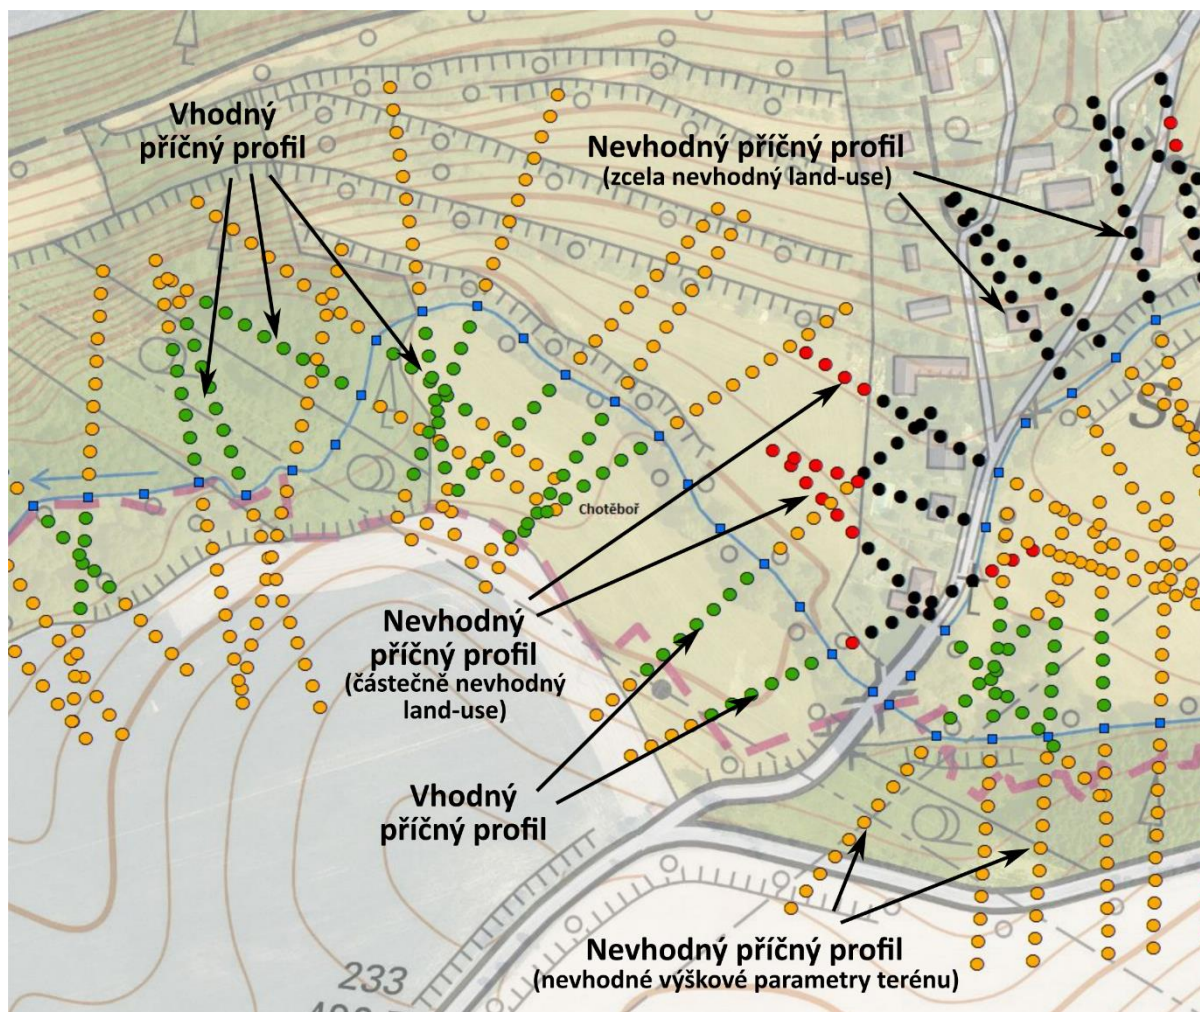 Vhodný
příčný profil
Nevhodný příčný profil
(zcela nevhodný land-use)
S
Chotěboř
Nevhodný
příčný profil
(částečně nevhodný
land-use)
Vhodný
příčný profil
Nevhodný příčný profil
(nevhodné výškové parametry terénu)
233